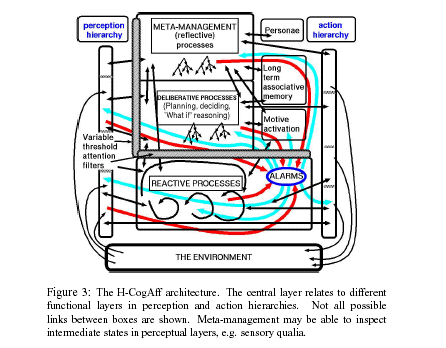 perception
hierarchy
META-MANAGEMENT
(reflective)
processes
Personae
action
hierarchy
Long
term
associative
memory
DELIBERATIVE PROCESSES
(Planning, deciding,
"What if" reasoning)
Motive
activation
Variable
threshold
attention
filters
REACTIVE PROCESSES
ALARMS
THE ENVIRONMENT
Figure 3: The H-CogAff architecture. The central layer relates to different
functional layers in perception and action hierarchies. Not all possible
links between boxes are shown. Meta-management may be able to inspect
intermediate states in perceptual layers, e.g. sensory qualia.